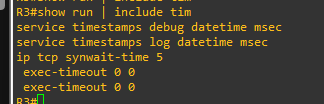 R3#show run | include tim
service timestamps debug datetime msec
service timestamps log datetime msec
ip tcp synwait-time 5
 exec-timeout 0 0
 exec-timeout 0 0
R3#